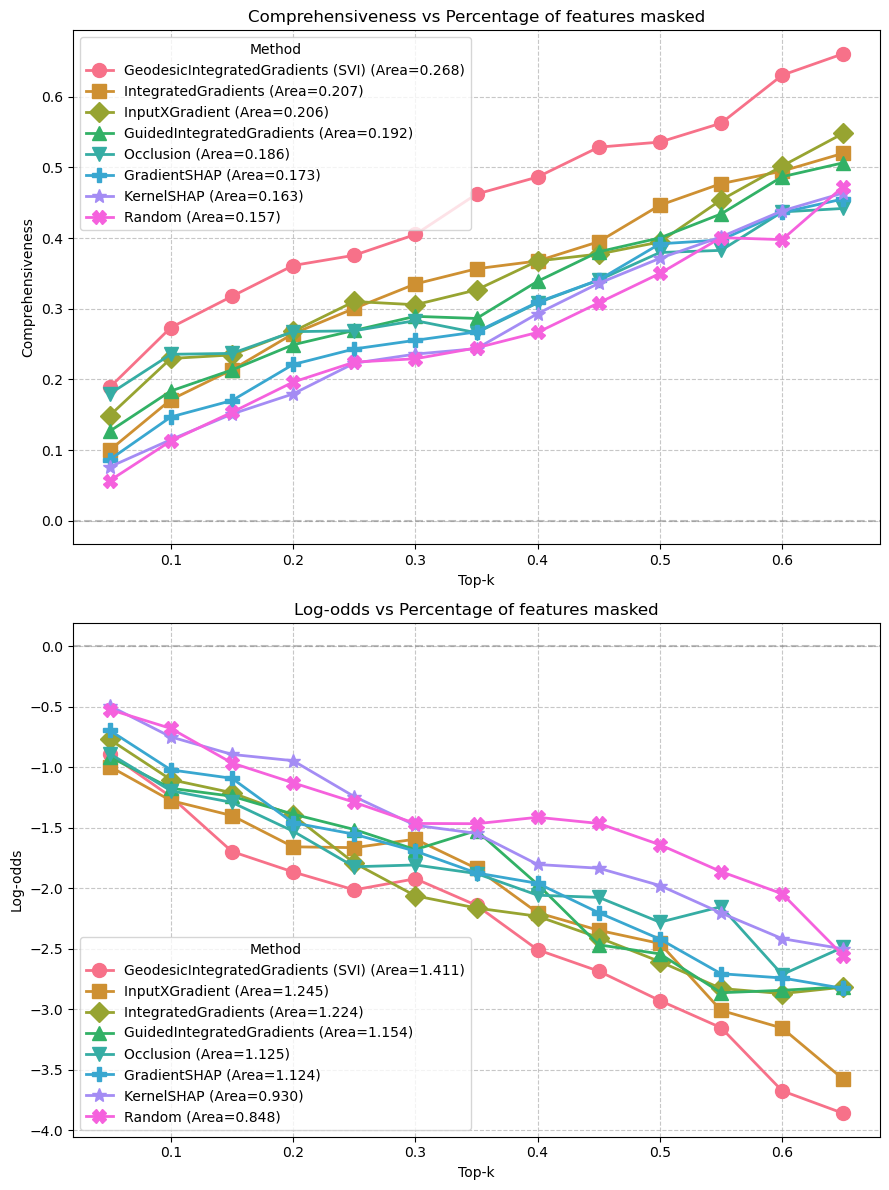 Comprehensiveness vs Percentage of features masked
Method
GeodesicIntegratedGradients (SVI) (Area=0.268)
IntegratedGradients (Area=0.207)
InputXGradient (Area=0.206)
GuidedIntegratedGradients (Area=0.192)
Occlusion (Area=0.186)
GradientSHAP (Area=0.173)
KernelSHAP (Area=0.163)
Random (Area=0.157)
Comprehensiveness
0.6
0.5
0.4
0.3
0.2
0.1
0.0
0.1 0.2 0.3 0.4 0.5 0.6
Top-k
Log-odds vs Percentage of features masked
Log-odds
0.0
−0.5
−1.0
−1.5
−2.0
−2.5
−3.0
−3.5
−4.0
Method
GeodesicIntegratedGradients (SVI) (Area=1.411)
InputXGradient (Area=1.245)
IntegratedGradients (Area=1.224)
GuidedIntegratedGradients (Area=1.154)
Occlusion (Area=1.125)
GradientSHAP (Area=1.124)
KernelSHAP (Area=0.930)
Random (Area=0.848)
0.1 0.2 0.3 0.4 0.5 0.6
Top-k